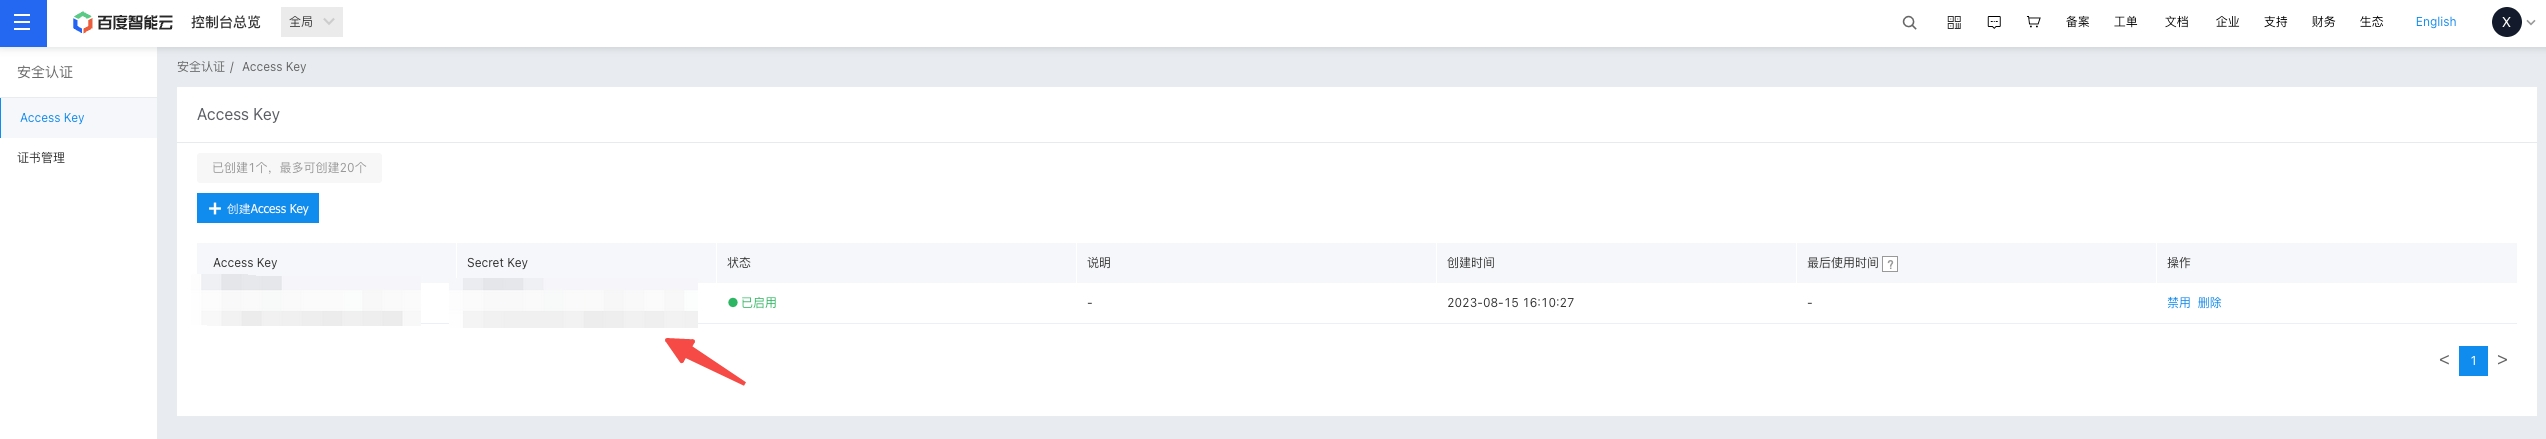 百度智能云 控制台总览 全局 备案 工单 文档 企业 支持 财务 生态 English X
安全认证
安全认证 / Access Key
Access Key
证书管理
Access Key
已创建1个，最多可创建20个
创建Access Key
Access Key Secret Key 状态 说明 创建时间 最后使用时间 ? 操作
已启用 - 2023-08-15 16:10:27 - 禁用 删除
< 1 >